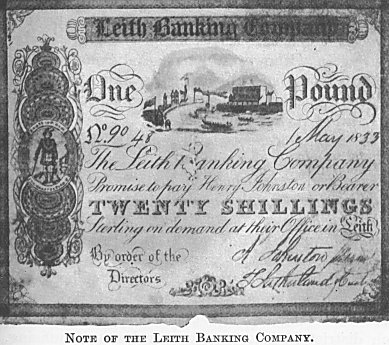 Leith Banking Company
One Pound
No. 90/48 1 May 1833
The Leith Banking Company
Promise to pay Henry Johnston or Bearer
TWENTY SHILLINGS
Sterling on demand at their Office in Leith
By order of the
Directors
H Johnston
J Sutherland
NOTE OF THE LEITH BANKING COMPANY.